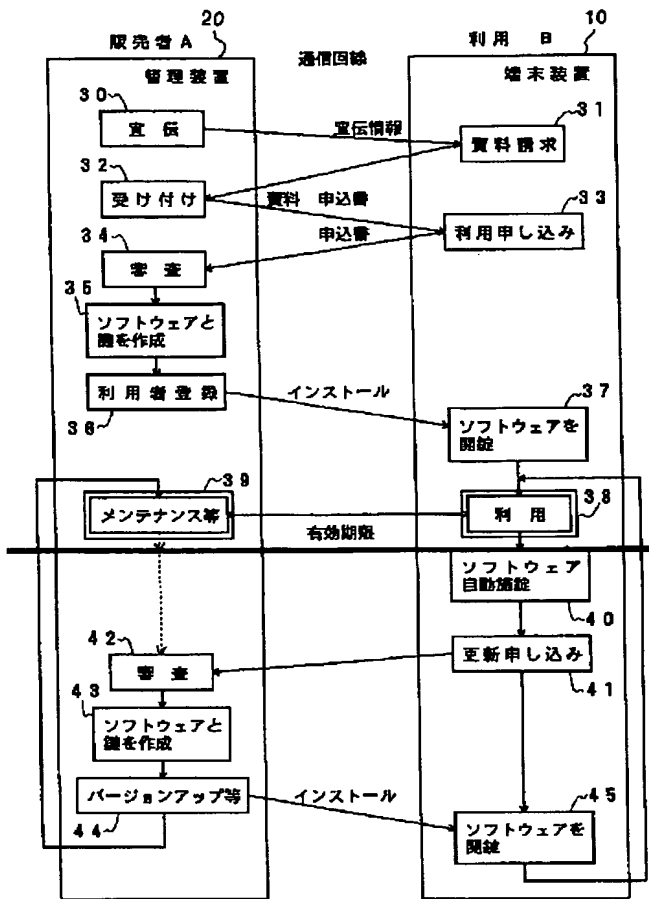 販売者A
20
通信回線
利用 B
10
管理装置
端末装置
30
宣伝
宣伝情報
31
資料請求
32
受け付け
資料 申込書
33
利用申し込み
34
申込書
審査
35
ソフトウェアと
鍵を作成
利用者登録
36
インストール
37
ソフトウェアを
開錠
39
メンテナンス等
38
利用
有効期限
ソフトウェア
自動施錠
40
42
審査
更新申し込み
41
43
ソフトウェアと
鍵を作成
バージョンアップ等
44
インストール
45
ソフトウェアを
開錠